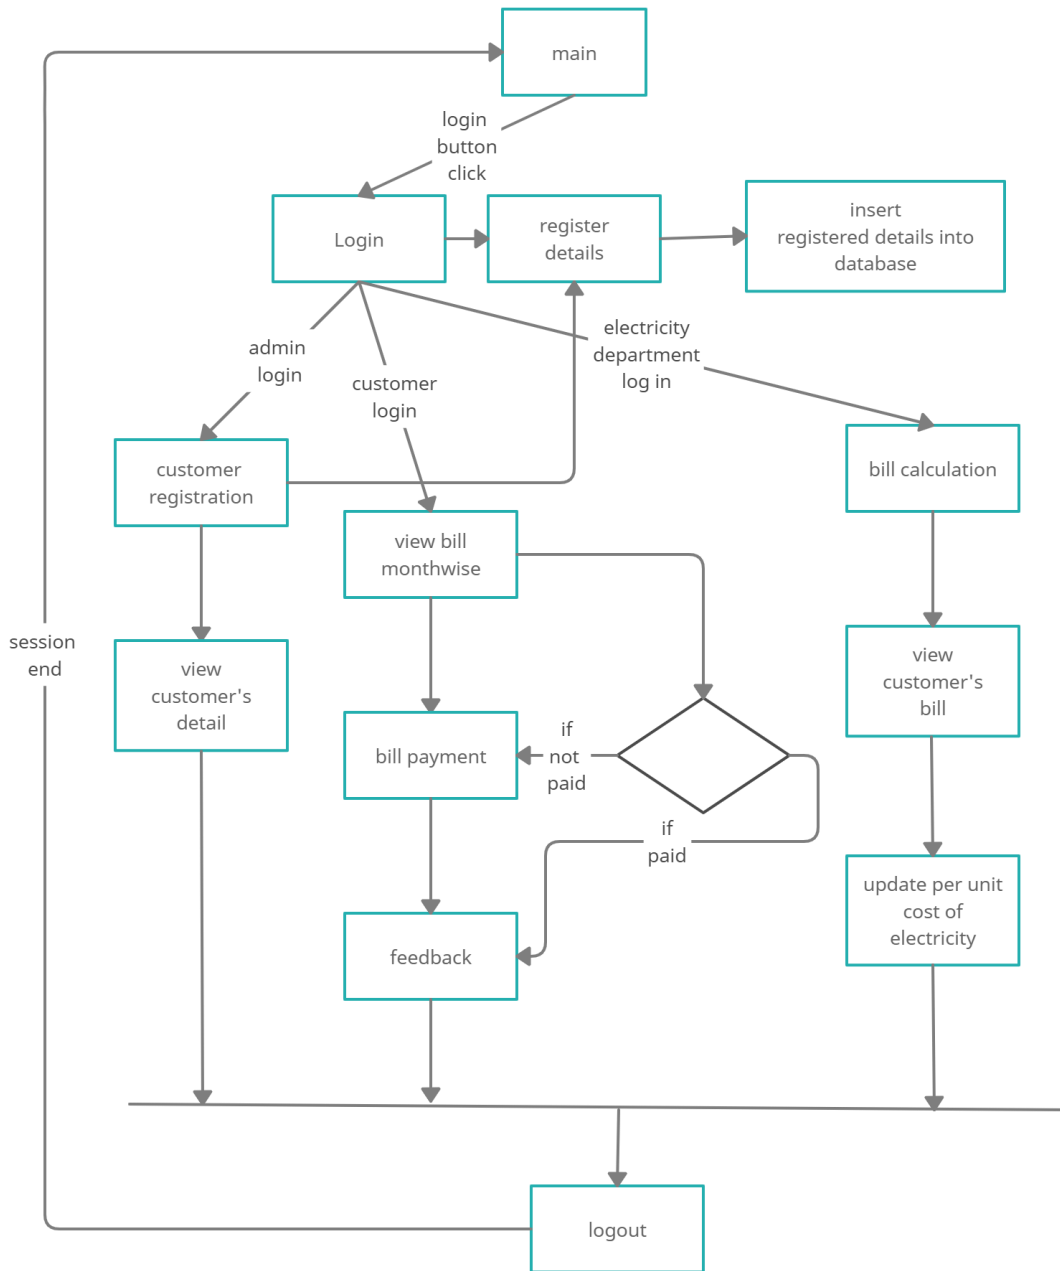 main
login
button
click
Login
register
details
insert
registered details into
database
admin
login
customer
login
electricity
department
log in
customer
registration
bill calculation
view bill
monthwise
session
end
view
customer's
detail
view
customer's
bill
bill payment
if
not
paid
if
paid
update per unit
cost of
electricity
feedback
logout